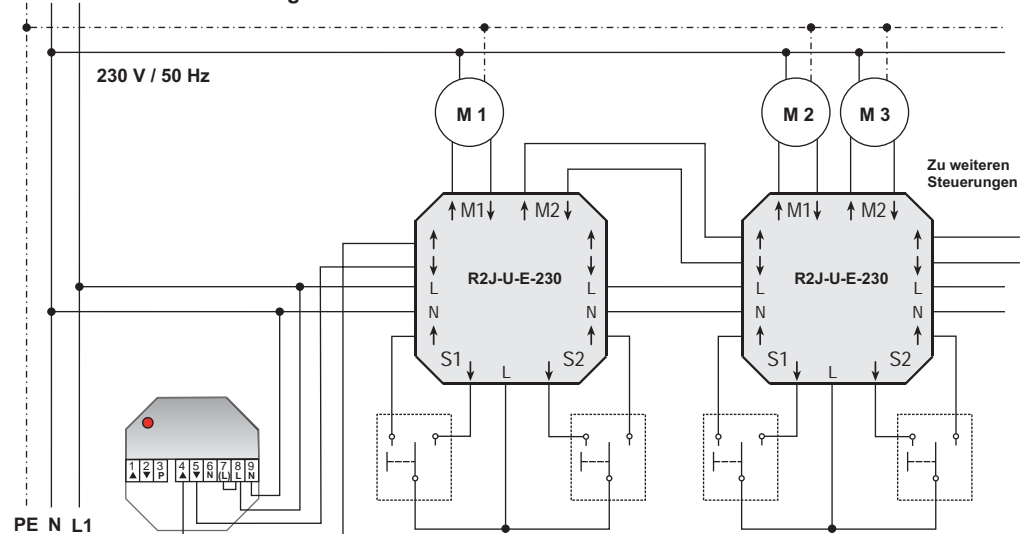 230 V / 50 Hz
M 1
M 2
M 3
Zu weiteren
Steuerungen
M1 M2
M1 M2
R2J-U-E-230
R2J-U-E-230
L L
N N
L L
N N
S1 S2
L
S1 S2
L
1 2 3 4 5 6 7 8 9
P N (L) L N
PE N L1